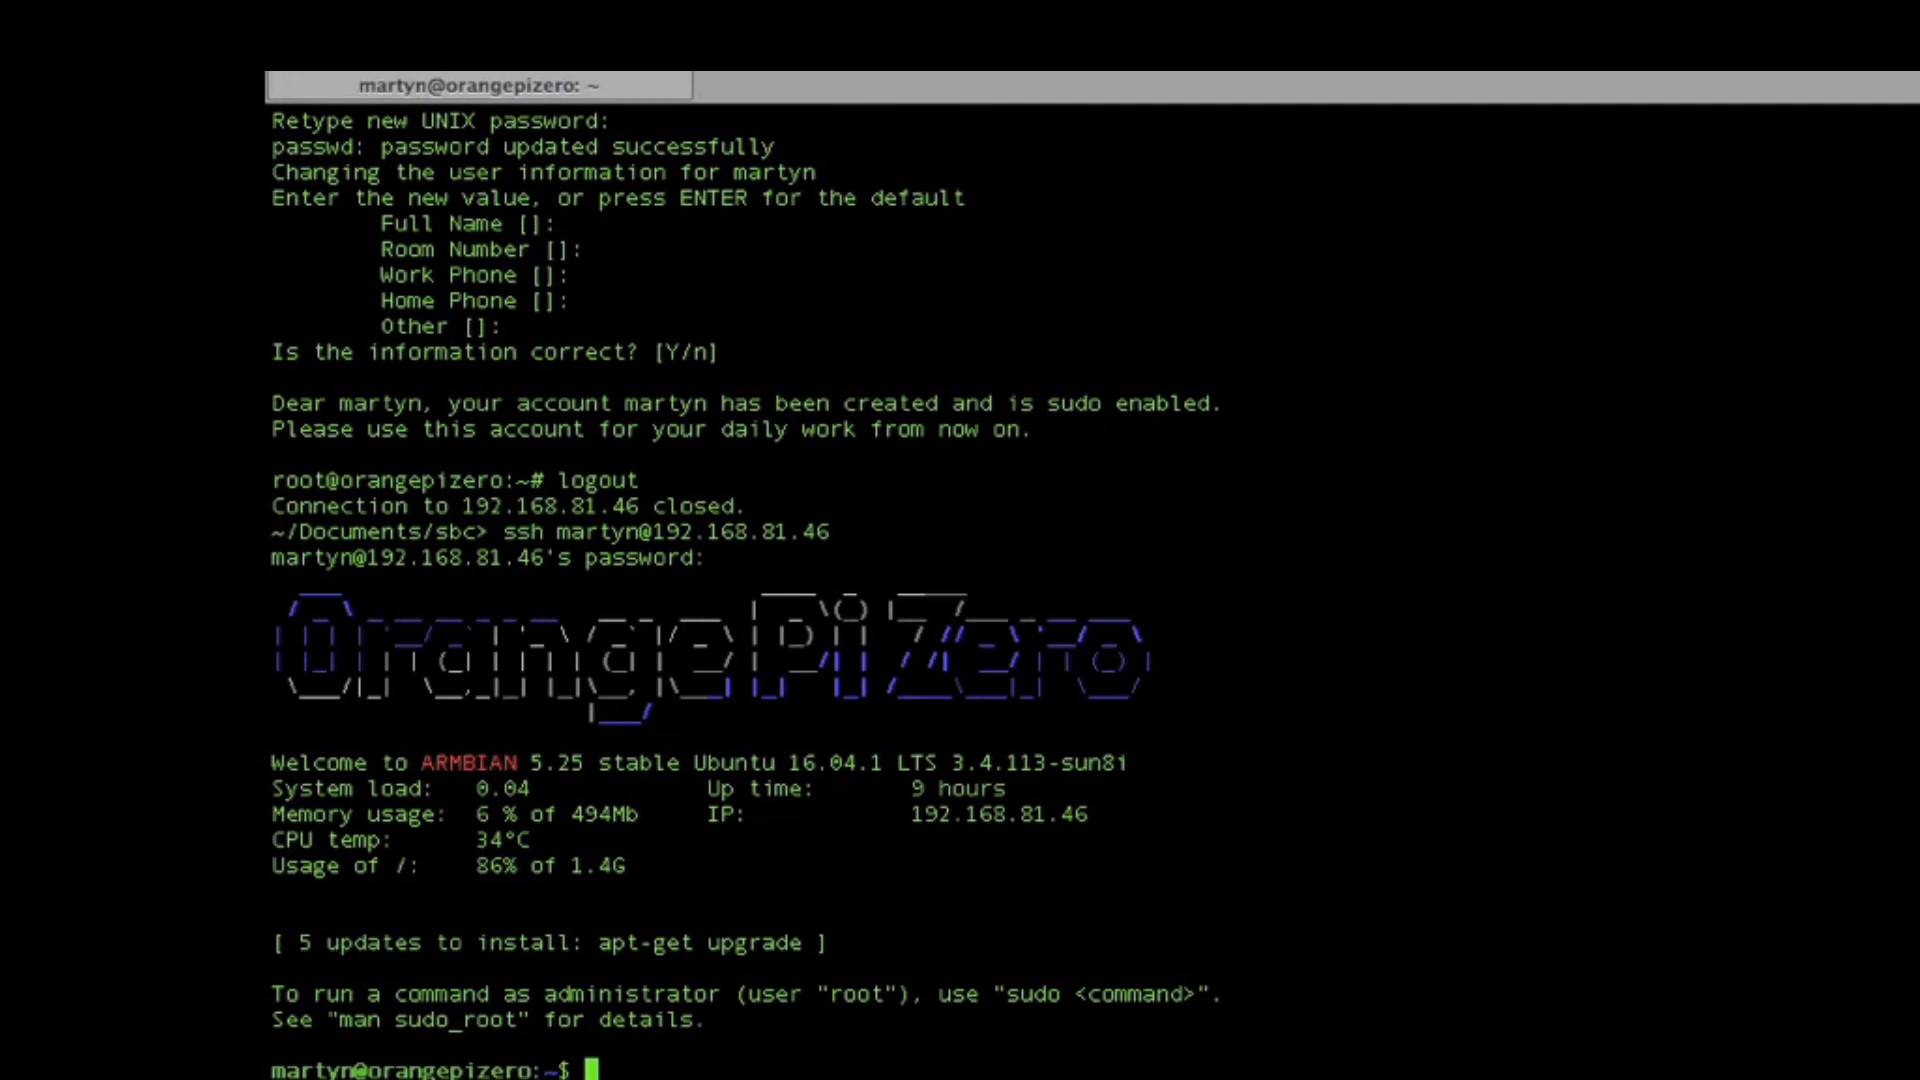 martyn@orangepizero: ~
Retype new UNIX password:
passwd: password updated successfully
Changing the user information for martyn
Enter the new value, or press ENTER for the default
Full Name []:
Room Number []:
Work Phone []:
Home Phone []:
Other []:
Is the information correct? [Y/n]
Dear martyn, your account martyn has been created and is sudo enabled.
Please use this account for your daily work from now on.
root@orangepizero:~# logout
Connection to 192.168.81.46 closed.
~/Documents/sbc> ssh martyn@192.168.81.46
martyn@192.168.81.46's password:
Orange Pi Zero
Welcome to ARMBIAN 5.25 stable Ubuntu 16.04.1 LTS 3.4.113-sun8i
System load: 0.04 Up time: 9 hours
Memory usage: 6 % of 494Mb IP: 192.168.81.46
CPU temp: 34°C
Usage of /: 86% of 1.4G
[ 5 updates to install: apt-get upgrade ]
To run a command as administrator (user "root"), use "sudo <command>".
See "man sudo_root" for details.
martyn@orangepizero:~$